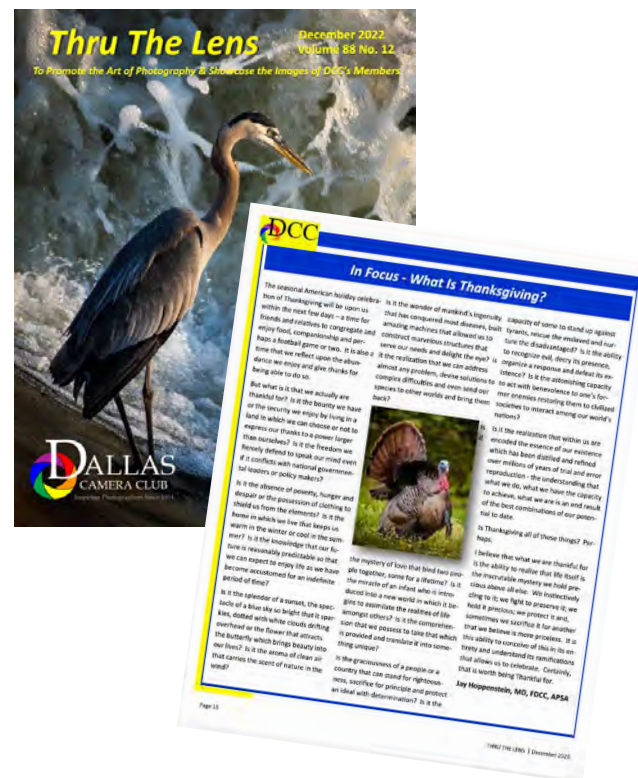 Thru The Lens
December 2022
Volume 88 No. 12
To Promote the Art of Photography & Showcase the Images of DCC's Members
DALLAS
CAMERA CLUB
Inspiring Photographers Since
DCC
In Focus - What Is Thanksgiving?
The seasonal American holiday celebra-
tion of Thanksgiving will be upon us
within the next few days – a time for
friends and relatives to congregate and
enjoy food, companionship and per-
haps a football game or two. It is also a
time that we reflect upon the abun-
dance we enjoy and give thanks for
being able to do so.
But what is it that we actually are
thankful for? Is it the bounty we have
or the security we enjoy by living in a
land in which we can choose or not to
express our thanks to a power larger
than ourselves? Is it the freedom we
fiercely defend to speak our mind even
if it conflicts with national governmen-
tal leaders or policy makers?
Is it the absence of poverty, hunger and
despair or the possession of clothing to
shield us from the elements? Is it the
home in which we live that keeps us
warm in the winter or cool in the sum-
mer? Is it the knowledge that our fu-
ture is reasonably predictable so that
we can expect to enjoy life as we have
become accustomed for an indefinite
period of time?
Is it the splendor of a sunset, the spec-
tacle of a blue sky so bright that it spar-
kles, dotted with white clouds drifting
overhead or the flower that attracts
the butterfly which brings beauty into
our lives? Is it the aroma of clean air
that carries the scent of nature in the
wind?
Is it the wonder of mankind's ingenuity
that has conquered most diseases, built
amazing machines that allowed us to
construct marvelous structures that
serve our needs and delight the eye? Is
it the realization that we can address
almost any problem, devise solutions to
complex difficulties and even send our
species to other worlds and bring them
back?
the mystery of love that bind two peo-
ple together, some for a lifetime? Is it
the miracle of an infant who is intro-
duced into a new world in which it be-
gins to assimilate the realities of life
amongst others? Is it the comprehen-
sion that we possess to take that which
is provided and translate it into some-
thing unique?
Is the graciousness of a people or a
country that can stand for righteous-
ness, sacrifice for principle and protect
an ideal with determination? Is it the
capacity of some to stand up against
tyrants, rescue the enslaved and nur-
ture the disadvantaged? Is it the ability
to recognize evil, decry its presence,
organize a response and defeat its ex-
istence? Is it the astonishing capacity
to act with benevolence to one's for-
mer enemies restoring them to civilized
societies to interact among our world's
nations?
Is it the realization that within us are
encoded the essence of our existence
which has been distilled and refined
over millions of years of trial and error
reproduction - the understanding that
what we do, what we have the capacity
to achieve, what we are is an end result
of the best combinations of our poten-
tial to date.
Is Thanksgiving all of those things? Per-
haps.
I believe that what we are thankful for
is the ability to realize that life itself is
the inscrutable mystery we hold pre-
cious above all else. We instinctively
cling to it; we fight to preserve it; we
hold it precious; we protect it and,
sometimes we sacrifice it for another
that we believe is more priceless. It is
this ability to conceive of this in its en-
tirety and understand its ramifications
that allows us to celebrate. Certainly,
that is worth being Thankful for.
Jay Hoppenstein, MD, FDCC, APSA
Page 15
THRU THE LENS | December 2022